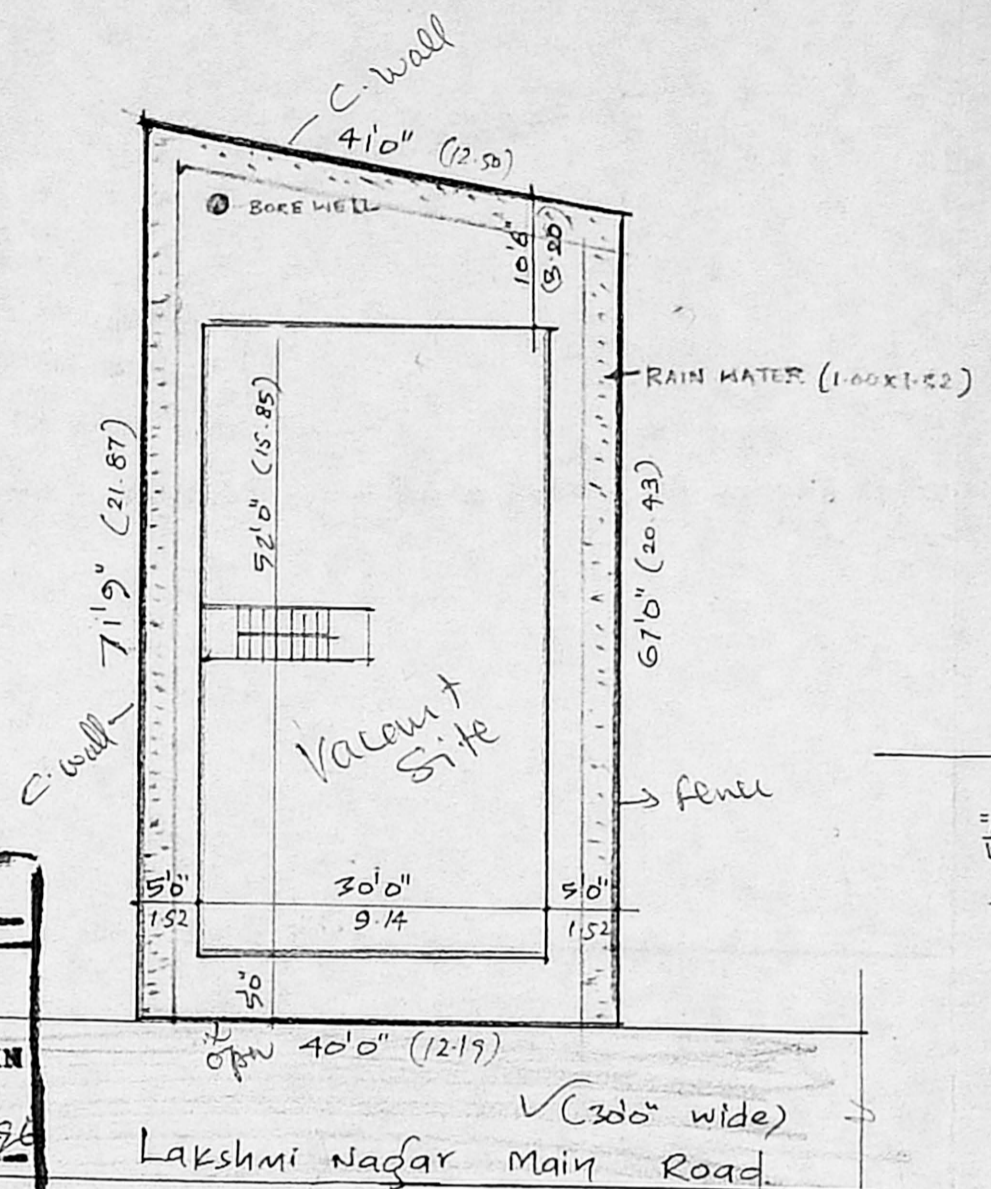 C. Wall
41'0" (12.50)
BORE WELL
10'6"
(3.20)
RAIN WATER (1.00x1.52)
52'0" (15.85)
71'9" (21.87)
67'0" (20.43)
C. wall
Vacant
Site
fence
5'0" 30'0" 5'0"
1.52 9.14 1.52
5'0"
open 40'0" (12.19)
(30'0" wide)
Lakshmi Nagar Main Road